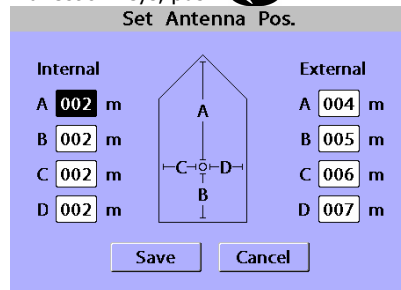 Set Antenna Pos.
Internal External
A 002 m A A 004 m
B 002 m B 005 m
C 002 m C D C 006 m
D 002 m B D 007 m
Save Cancel